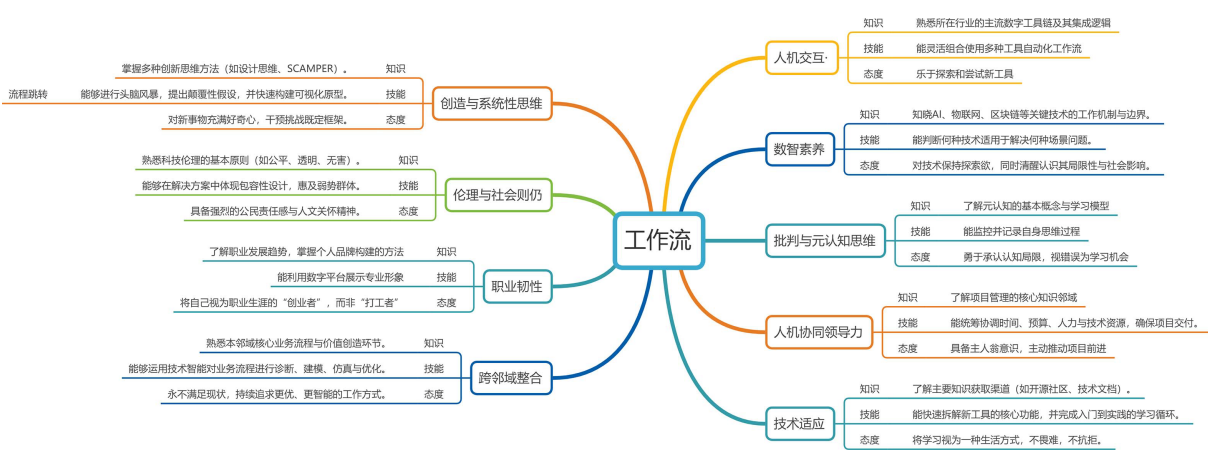 工作流
人机交互·
知识 熟悉所在行业的主流数字工具链及其集成逻辑
技能 能灵活组合使用多种工具自动化工作流
态度 乐于探索和尝试新工具
数智素养
知识 知晓AI、物联网、区块链等关键技术的工作机制与边界。
技能 能判断何种技术适用于解决何种场景问题。
态度 对技术保持探索欲，同时清醒认识其局限性与社会影响。
批判与元认知思维
知识 了解元认知的基本概念与学习模型
技能 能监控并记录自身思维过程
态度 勇于承认认知局限，视错误为学习机会
人机协同领导力
知识 了解项目管理的核心知识领域
技能 能统筹协调时间、预算、人力与技术资源，确保项目交付。
态度 具备主人翁意识，主动推动项目前进
技术适应
知识 了解主要知识获取渠道（如开源社区、技术文档）。
技能 能快速拆解新工具的核心功能，并完成入门到实践的学习循环。
态度 将学习视为一种生活方式，不畏难，不抗拒。
创造与系统性思维
掌握多种创新思维方法（如设计思维、SCAMPER）。 知识
流程跳转 能够进行头脑风暴，提出颠覆性假设，并快速构建可视化原型。 技能
对新事物充满好奇心，干预挑战既定框架。 态度
伦理与社会则仍
熟悉科技伦理的基本原则（如公平、透明、无害）。 知识
能够在解决方案中体现包容性设计，惠及弱势群体。 技能
具备强烈的公民责任感与人文关怀精神。 态度
职业韧性
了解职业发展趋势，掌握个人品牌构建的方法 知识
能利用数字平台展示专业形象 技能
将自己视为职业生涯的“创业者”，而非“打工者” 态度
跨邻域整合
熟悉本邻域核心业务流程与价值创造环节。 知识
能够运用技术智能对业务流程进行诊断、建模、仿真与优化。 技能
永不满足现状，持续追求更优、更智能的工作方式。 态度